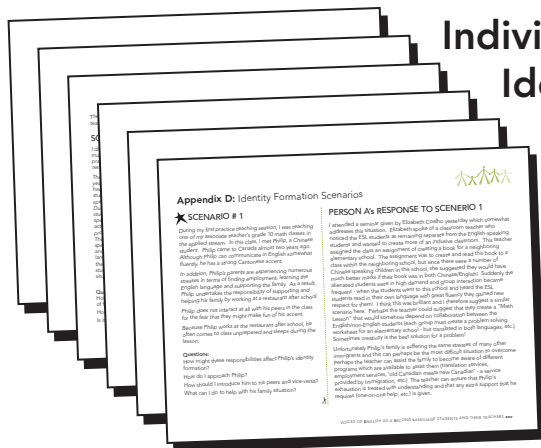 Indivi
Ide
Appendix D: Identity Formation Scenarios
SCENARIO # 1
During my first practice teaching session, I was teaching
one of my associate teacher's grade 10 math classes in
the applied stream. In this class, I met Philip, a Chinese
student. Philip came to Canada almost two years ago.
Although Philip can communicate in English somewhat
fluently, he has a strong Cantonese accent.
In addition, Philip's parents are experiencing numerous
stresses in terms of finding employment, learning the
English language and supporting the family. As a result,
Philip undertakes the responsibility of supporting and
helping his family by working at a restaurant after school.
Philip does not interact at all with his peers in the class
for the fear that they might make fun of his accent.
Because Philip works at the restaurant after school, he
often comes to class unprepared and sleeps during the
lesson.
Questions:
How might these responsibilities affect Philip's identity
formation?
How do I approach Philip?
How should I introduce him to his peers and vice-versa?
What can I go to help with his family situation?
PERSON A's RESPONSE TO SCENERIO 1
I attended a seminar given by Elizabeth Coelho yesterday which somewhat
addresses this situation. Elizabeth spoke of a classroom teacher who
noticed the ESL students as remaining separate from the English-speaking
students and wanted to create more of an inclusive classroom. This teacher
assigned the class an assignment of creating a book for a neighboring
elementary school. The assignment was to create and read this book to a
class within the neighboring school, but since there were a number of
Chinese speaking children in this school, she suggested they would have
much better marks if their book was in both Chinese/English! Suddenly the
alienated students were in high demand and group interaction became
frequent - when the students went to this school and heard the ESL
students read in their own language with great fluency they gained new
respect for them! I think this was brilliant and I therefore suggest a similar
scenario here. Perhaps the teacher could suggest that they create a "Math
Lesson" that would somehow depend on collaboration between the
English/non-English students (each group must create a problem solving
worksheet for an elementary school - but translated in both languages, etc.)
Sometimes creativity is the best solution for a problem!
Unfortunately Philip's family is suffering the same stresses of many other
immigrants and this can perhaps be the most difficult situation to overcome
perhaps the teacher can assist the family to become aware of different
programs which are available to assist them (translation services,
employment services, 'old Canadian meets new Canadian' - a service
provided by Immigration, etc.) The teacher can ensure that Philip's
exhausted is treated with understanding and that any extra support that he
required (one-on-one help, etc.) is given.
VOICES OF ENGLISH AS A SECOND LANGUAGE STUDENTS AND THEIR TEACHERS